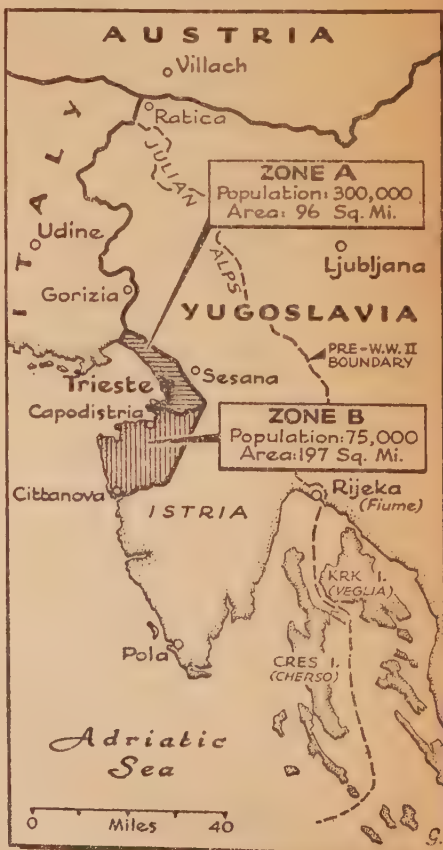 AUSTRIA
Villach
Ratica
ITALY
JULIAN
ALPS
ZONE A
Population: 300,000
Area: 96 Sq. Mi.
Udine
Ljubljana
Gorizia
YUGOSLAVIA
PRE-W.W. II
BOUNDARY
Trieste
Sesana
Capodistria
ZONE B
Population: 75,000
Area: 197 Sq. Mi.
Cittanova
ISTRIA
Rijeka
(Fiume)
KRK I.
(VEGLIA)
Pola
CRES I.
(CHERSO)
Adriatic
Sea
0 Miles 40
G.